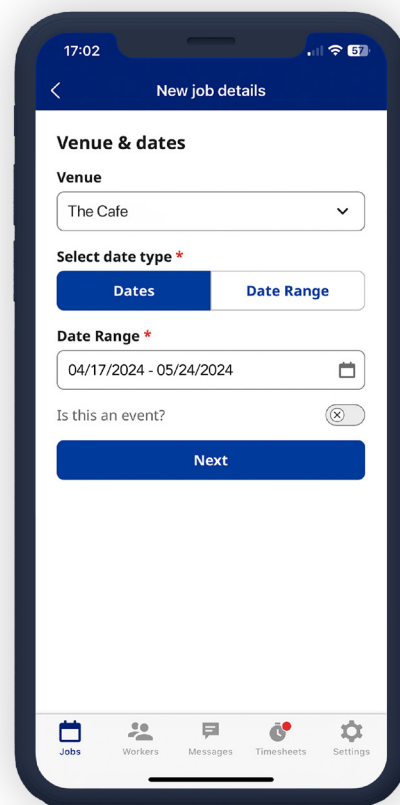 17:02
57
New job details
Venue & dates
Venue
The Cafe
Select date type *
Dates Date Range
Date Range *
04/17/2024 - 05/24/2024
Is this an event?
Next
Jobs Workers Messages Timesheets Settings